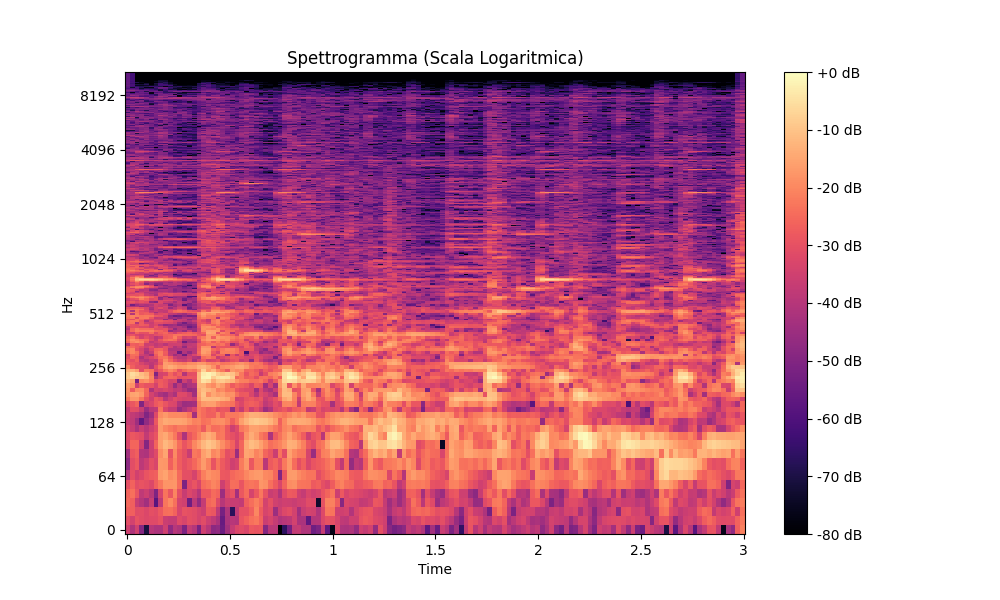 Spettrogramma (Scala Logaritmica)
Hz
8192
4096
2048
1024
512
256
128
64
0
0
0.5
1
1.5
2
2.5
3
Time
+0 dB
-10 dB
-20 dB
-30 dB
-40 dB
-50 dB
-60 dB
-70 dB
-80 dB